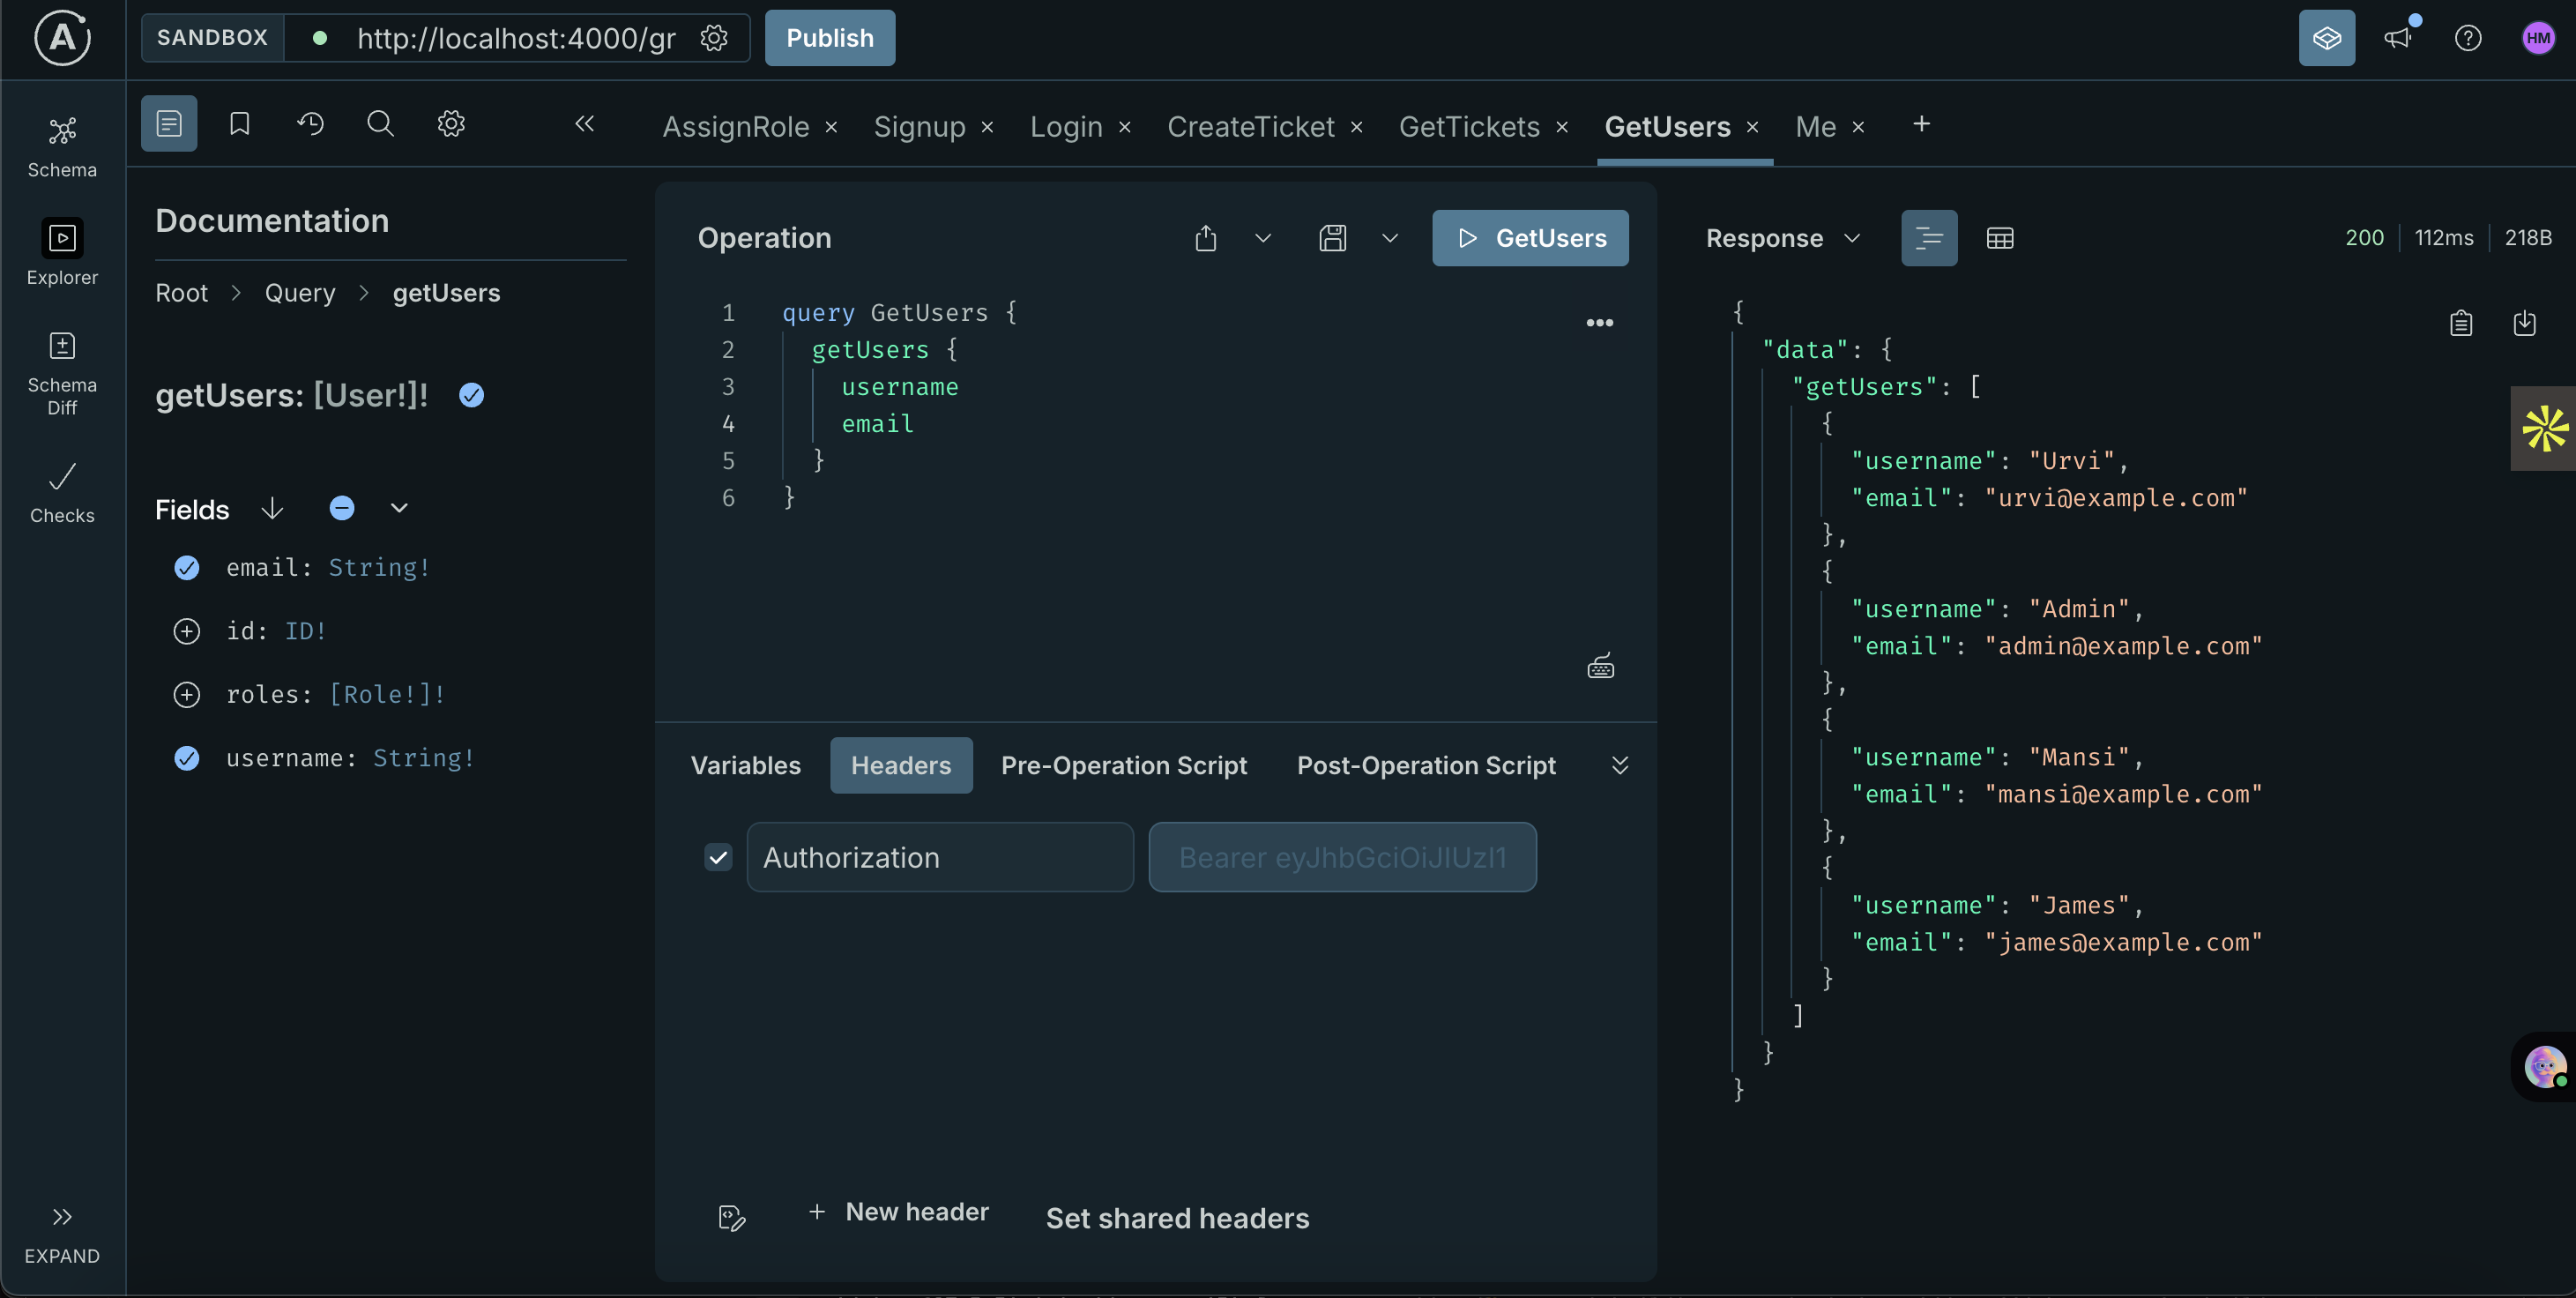 A
SANDBOX http://localhost:4000/gr Publish HM
AssignRole Signup Login CreateTicket GetTickets GetUsers Me
Schema
Explorer
Schema
Diff
Checks
EXPAND
Documentation
Root > Query > getUsers
getUsers: [User!]!
Fields
email: String!
id: ID!
roles: [Role!]!
username: String!
Operation
GetUsers
1 query GetUsers {
2 getUsers {
3 username
4 email
5 }
6 }
Variables Headers Pre-Operation Script Post-Operation Script
Authorization Bearer eyJhbGciOiJIUzI1
+ New header Set shared headers
Response 200 112ms 218B
{
"data": {
"getUsers": [
{
"username": "Urvi",
"email": "urvi@example.com"
},
{
"username": "Admin",
"email": "admin@example.com"
},
{
"username": "Mansi",
"email": "mansi@example.com"
},
{
"username": "James",
"email": "james@example.com"
}
]
}
}